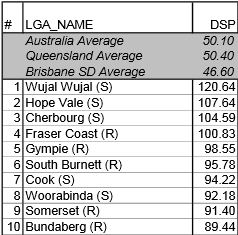 # LGA_NAME DSP
Australia Average 50.10
Queensland Average 50.40
Brisbane SD Average 46.60
1 Wujal Wujal (S) 120.64
2 Hope Vale (S) 107.64
3 Cherbourg (S) 104.59
4 Fraser Coast (R) 100.83
5 Gympie (R) 98.55
6 South Burnett (R) 95.78
7 Cook (S) 94.22
8 Woorabinda (S) 92.18
9 Somerset (R) 91.40
10 Bundaberg (R) 89.44